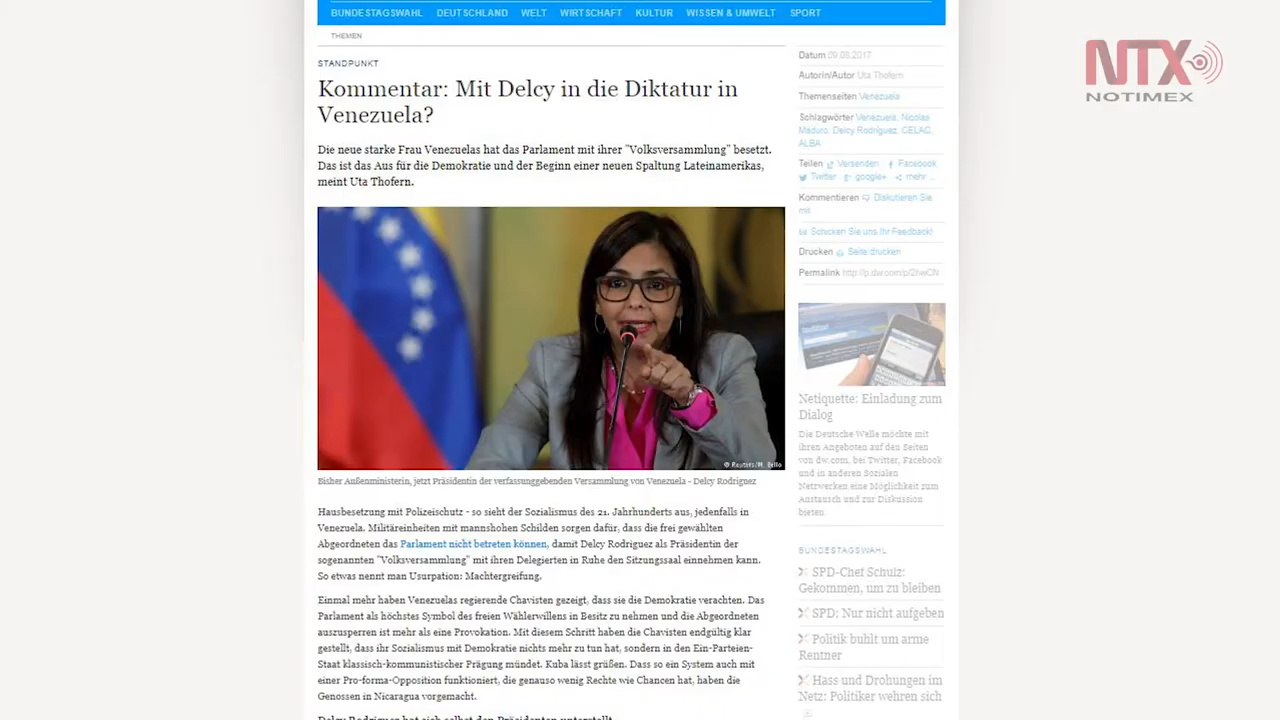 BUNDESTAGSWAHL DEUTSCHLAND WELT WIRTSCHAFT KULTUR WISSEN & UMWELT SPORT
THEMEN
STANDPUNKT
Kommentar: Mit Delcy in die Diktatur in
Venezuela?
Die neue starke Frau Venezuelas hat das Parlament mit ihrer "Volksversammlung" besetzt.
Das ist das Aus für die Demokratie und der Beginn einer neuen Spaltung Lateinamerikas,
meint Uta Thofern.
© Reuters/M. Bello
Bisher Außenministerin, jetzt Präsidentin der verfassunggebenden Versammlung von Venezuela - Delcy Rodriguez
Hausbesetzung mit Polizeischutz - so sieht der Sozialismus des 21. Jahrhunderts aus, jedenfalls in
Venezuela. Militäreinheiten mit mannshohen Schilden sorgen dafür, dass die frei gewählten
Abgeordneten das Parlament nicht betreten können, damit Delcy Rodriguez als Präsidentin der
sogenannten "Volksversammlung" mit ihren Delegierten in Ruhe den Sitzungssaal einnehmen kann.
So etwas nennt man Usurpation: Machtergreifung.
Einmal mehr haben Venezuelas regierende Chavisten gezeigt, dass sie die Demokratie verachten. Das
Parlament als höchstes Symbol des freien Wählerwillens in Besitz zu nehmen und die Abgeordneten
auszusperren ist mehr als eine Provokation. Mit diesem Schritt haben die Chavisten endgültig klar
gestellt, dass ihr Sozialismus mit Demokratie nichts mehr zu tun hat, sondern in den Ein-Parteien-
Staat klassisch-kommunistischer Prägung mündet. Kuba lässt grüßen. Dass so ein System auch mit
einer Pro-forma-Opposition funktioniert, die genauso wenig Rechte wie Chancen hat, haben die
Genossen in Nicaragua vorgemacht.
Delcy Rodriguez hat sich selbst den Präsidenten unterstellt
Datum 09.08.2017
Autorin/Autor Uta Thofern
Themenseiten Venezuela
Schlagwörter Venezuela, Nicolas
Maduro, Delcy Rodríguez, CELAC,
ALBA
Teilen Versenden Facebook
Twitter google+ mehr ...
Kommentieren Diskutieren Sie
mit
Schicken Sie uns Ihr Feedback!
Drucken Seite drucken
Permalink http://p.dw.com/p/2hwCN
Netiquette: Einladung zum
Dialog
Die Deutsche Welle möchte mit
ihren Angeboten auf den Seiten
von dw.com, bei Twitter, Facebook
und in anderen Sozialen
Netzwerken eine Möglichkeit zum
Austausch und zur Diskussion
bieten.
BUNDESTAGSWAHL
SPD-Chef Schulz:
Gekommen, um zu bleiben
SPD: Nur nicht aufgeben
Politik buhlt um arme
Rentner
Hass und Drohungen im
Netz: Politiker wehren sich
NTX
NOTIMEX